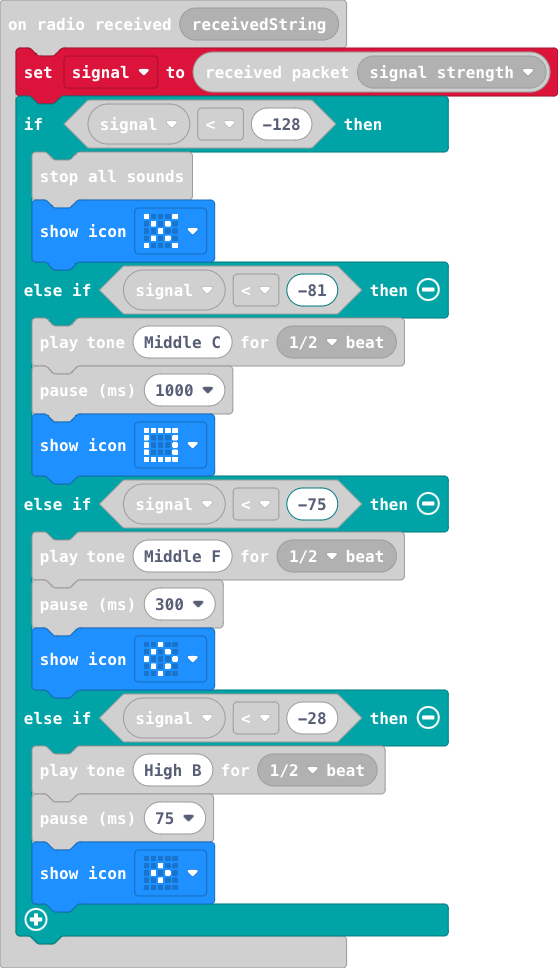 on radio received receivedString
set signal to received packet signal strength
if signal < -128 then
stop all sounds
show icon
else if signal < -81 then
play tone Middle C for 1/2 beat
pause (ms) 1000
show icon
else if signal < -75 then
play tone Middle F for 1/2 beat
pause (ms) 300
show icon
else if signal < -28 then
play tone High B for 1/2 beat
pause (ms) 75
show icon